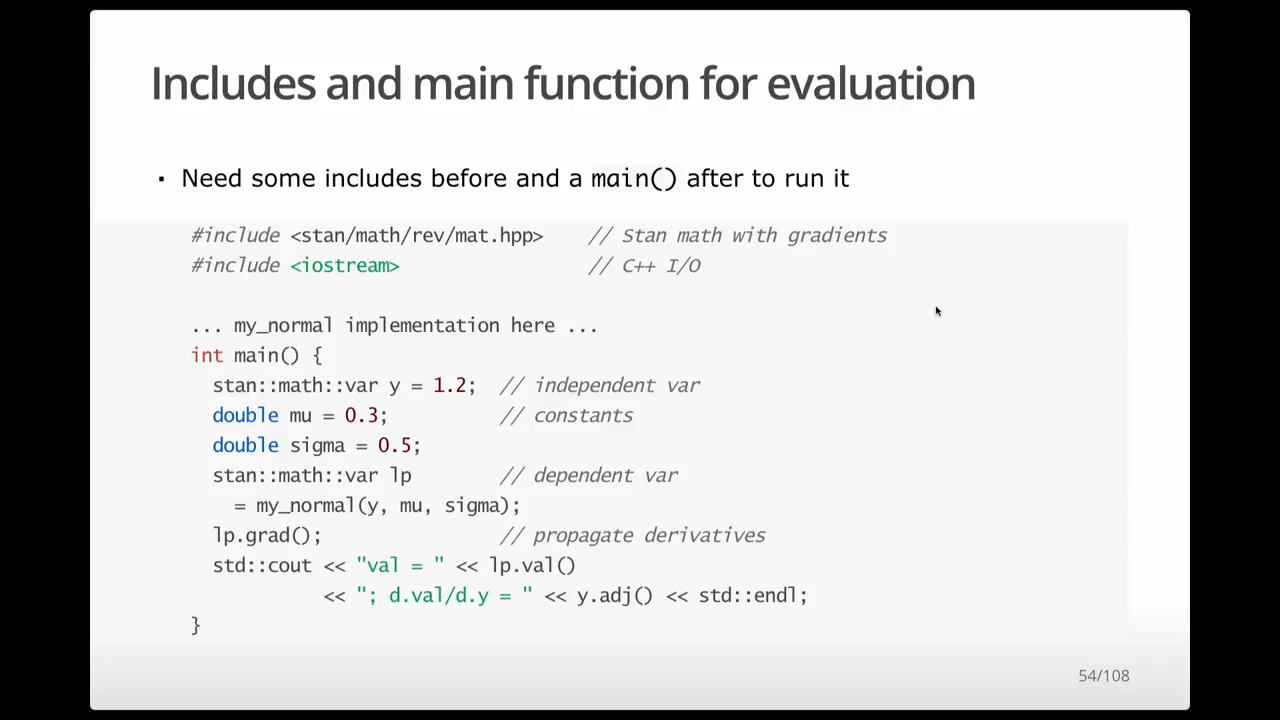 Includes and main function for evaluation
▪ Need some includes before and a main() after to run it
#include <stan/math/rev/mat.hpp>    // Stan math with gradients
#include <iostream>                 // C++ I/O
... my_normal implementation here ...
int main() {
  stan::math::var y = 1.2;  // independent var
  double mu = 0.3;          // constants
  double sigma = 0.5;
  stan::math::var lp        // dependent var
    = my_normal(y, mu, sigma);
  lp.grad();                // propagate derivatives
  std::cout << "val = " << lp.val()
            << "; d.val/d.y = " << y.adj() << std::endl;
}
54/108